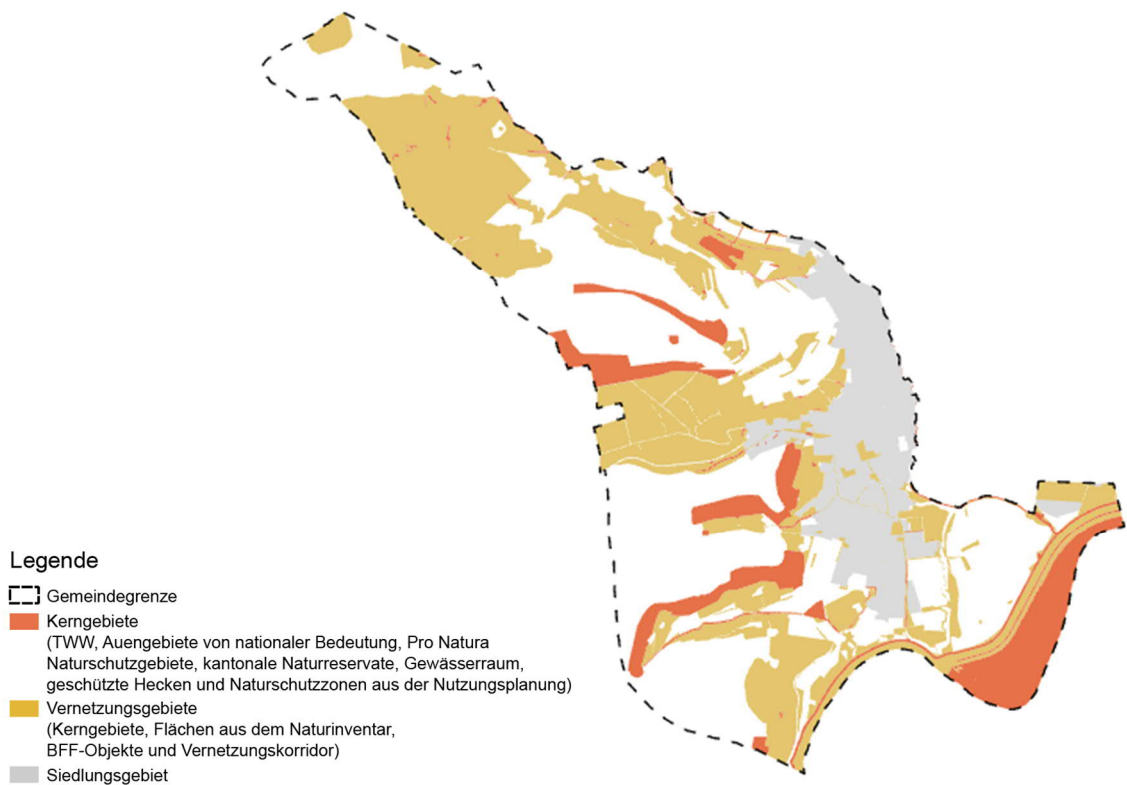 Legende
Gemeindegrenze
Kerngebiete
(TWW, Auengebiete von nationaler Bedeutung, Pro Natura
Naturschutzgebiete, kantonale Naturreservate, Gewässerraum,
geschützte Hecken und Naturschutzzonen aus der Nutzungsplanung)
Vernetzungsgebiete
(Kerngebiete, Flächen aus dem Naturinventar,
BFF-Objekte und Vernetzungskorridor)
Siedlungsgebiet